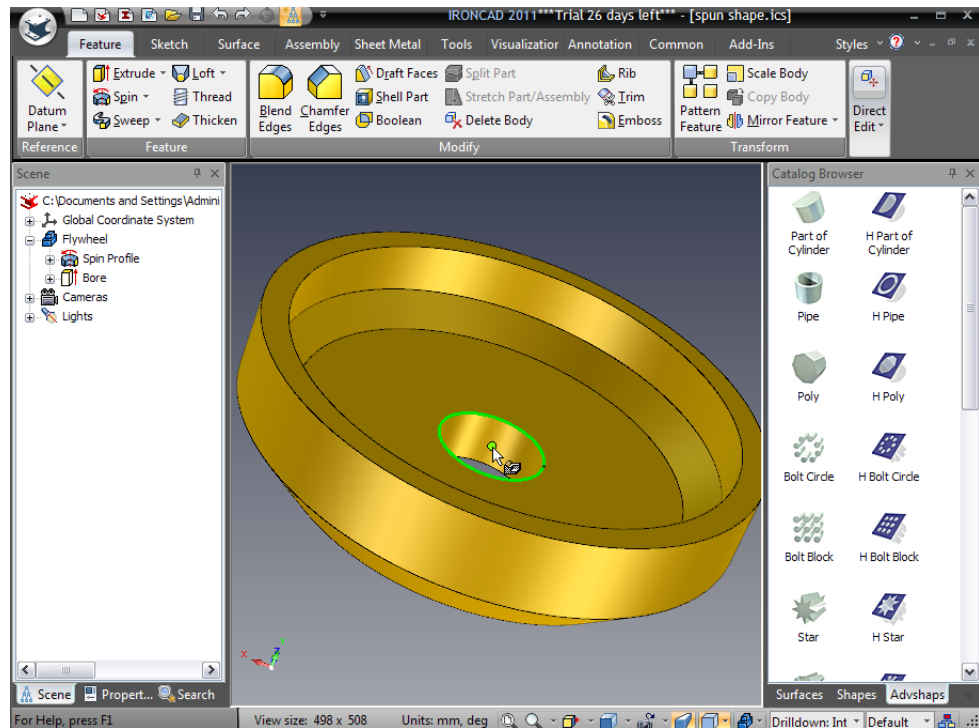 IRONCAD 2011***Trial 26 days left*** - [spun shape.ics]
Feature Sketch Surface Assembly Sheet Metal Tools Visualization Annotation Common Add-Ins Styles
Datum Plane
Reference
Extrude Loft
Spin Thread
Sweep Thicken
Feature
Blend Edges
Chamfer Edges
Draft Faces Split Part Rib
Shell Part Stretch Part/Assembly Trim
Boolean Delete Body Emboss
Modify
Pattern Feature
Scale Body
Copy Body
Mirror Feature
Transform
Direct Edit
Scene
C:\Documents and Settings\Admini
Global Coordinate System
Flywheel
Spin Profile
Bore
Cameras
Lights
X Z Y
Catalog Browser
Part of Cylinder
H Part of Cylinder
Pipe H Pipe
Poly H Poly
Bolt Circle H Bolt Circle
Bolt Block H Bolt Block
Star H Star
Scene Propert... Search
Surfaces Shapes Advshaps
For Help, press F1 View size: 498 x 508 Units: mm, deg Drilldown: Int Default